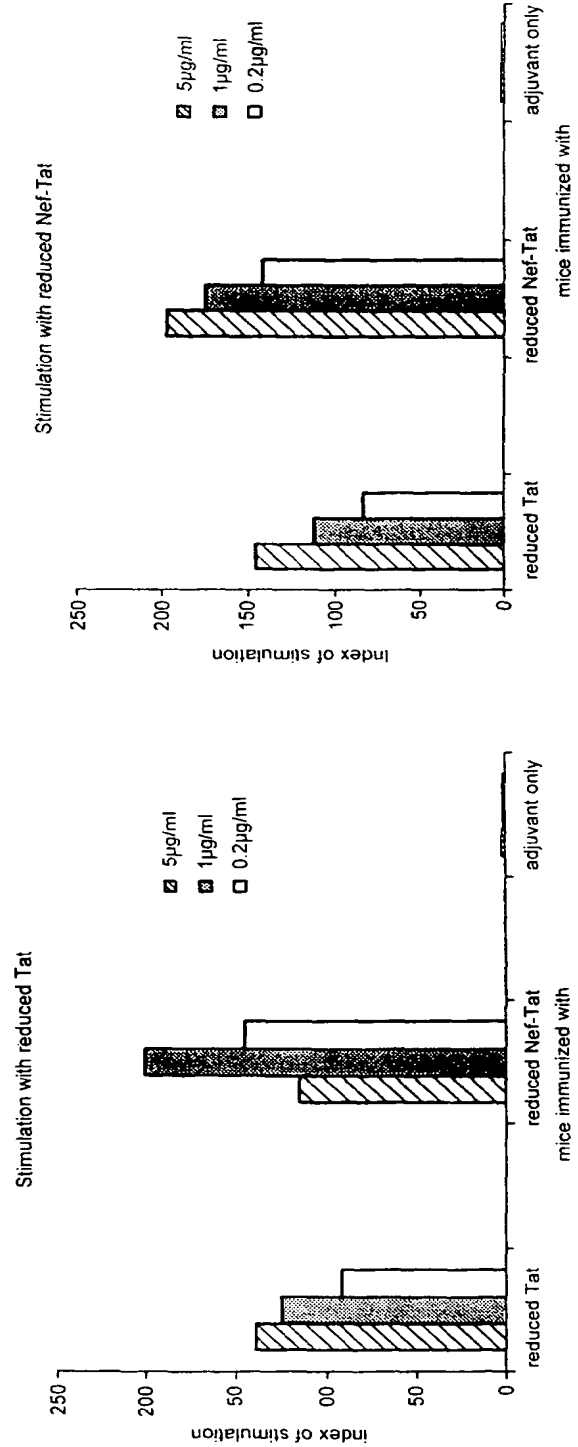 Stimulation with reduced Tat
index of stimulation
250
200
50
00
50
0
5µg/ml
1µg/ml
0.2µg/ml
reduced Tat
reduced Nef-Tat
adjuvant only
mice immunized with
Stimulation with reduced Nef-Tat
Index of stimulation
250
200
150
100
50
0
5µg/ml
1µg/ml
0.2µg/ml
reduced Tat
reduced Nef-Tat
adjuvant only
mice immunized with